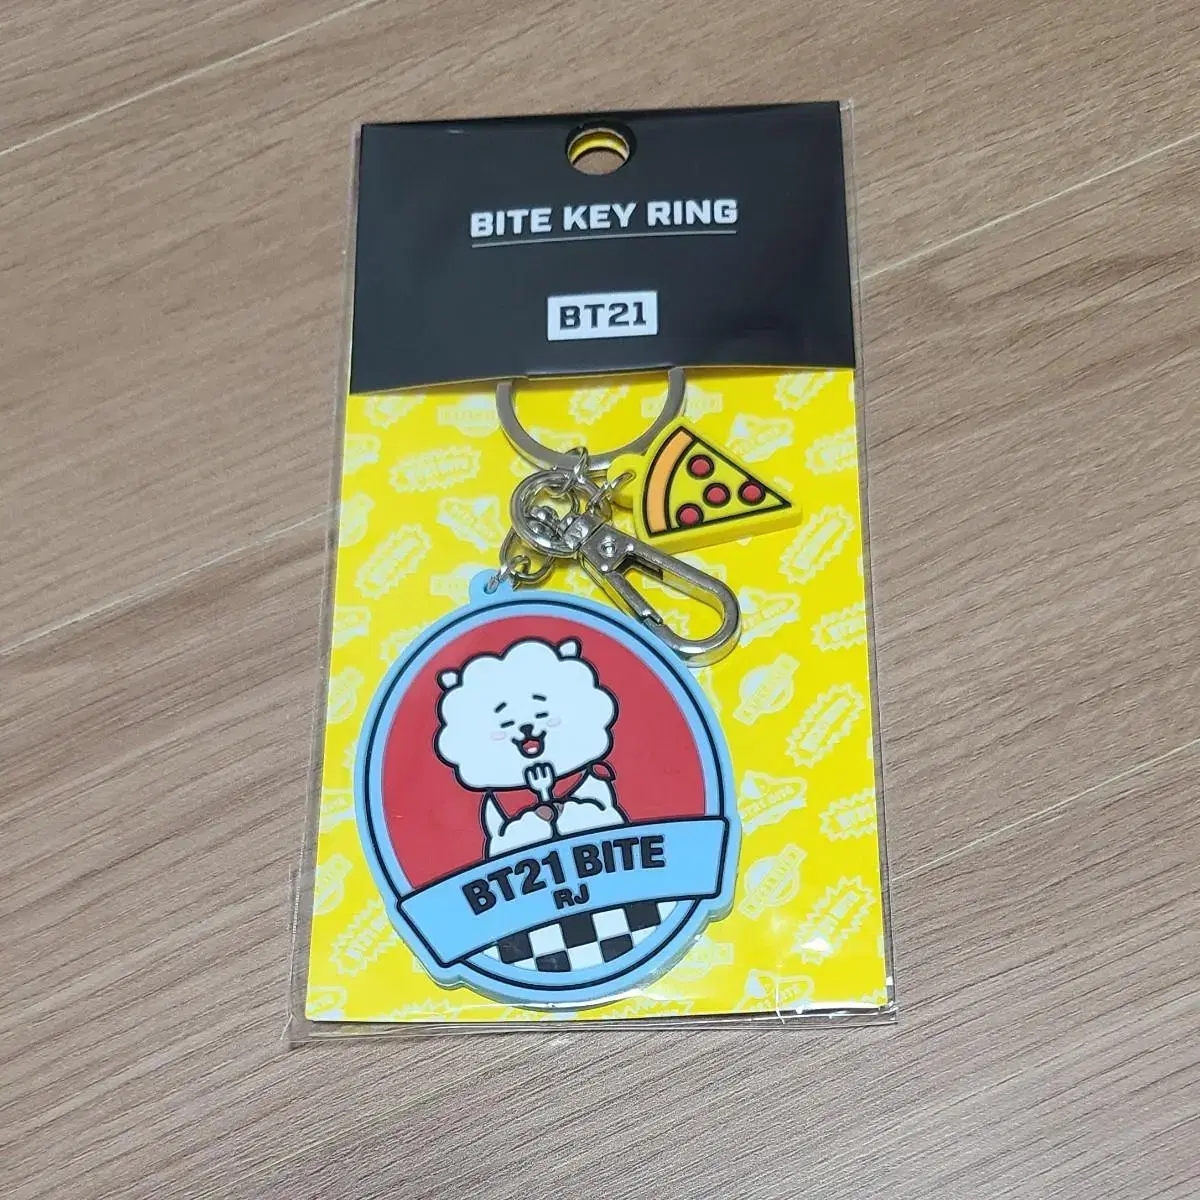 BITE KEY RING
BT21
BT21 BITE
RJ